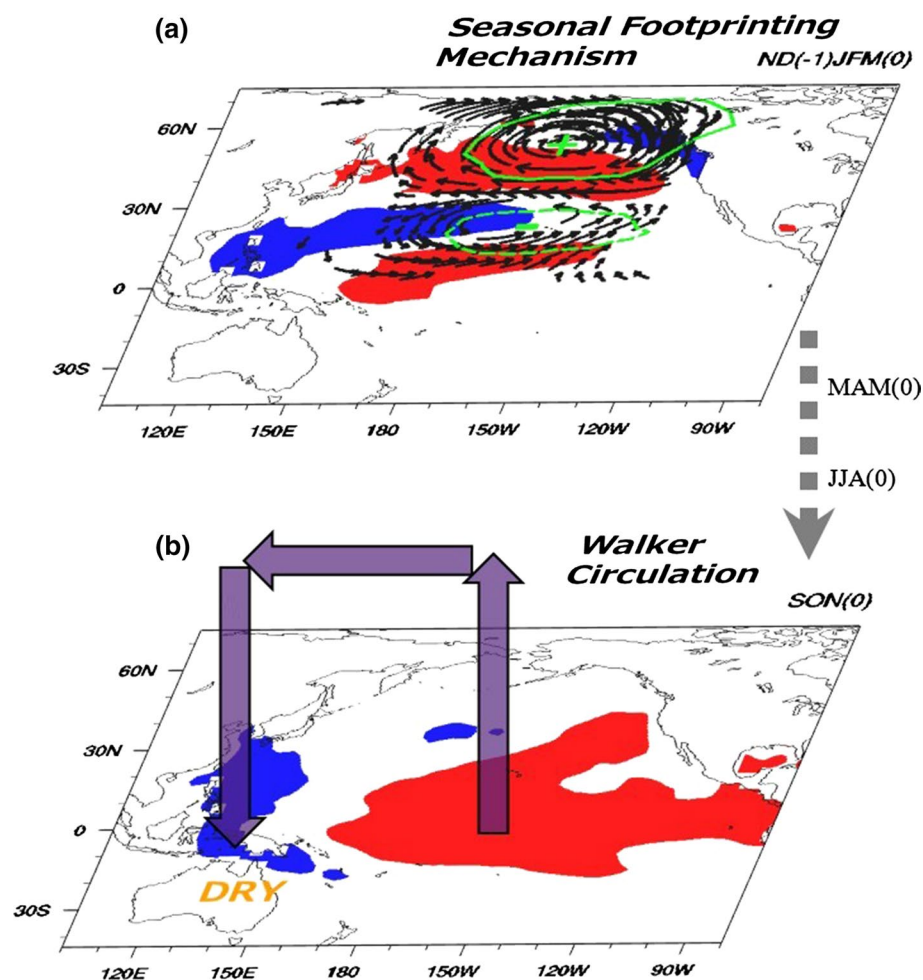 (a)
Seasonal Footprinting
Mechanism
ND(-1)JFM(0)
60N
30N
0
30S
120E 150E 180 150W 120W 90W
MAM(0)
JJA(0)
(b)
Walker
Circulation
SON(0)
60N
30N
0
30S
DRY
120E 150E 180 150W 120W 90W